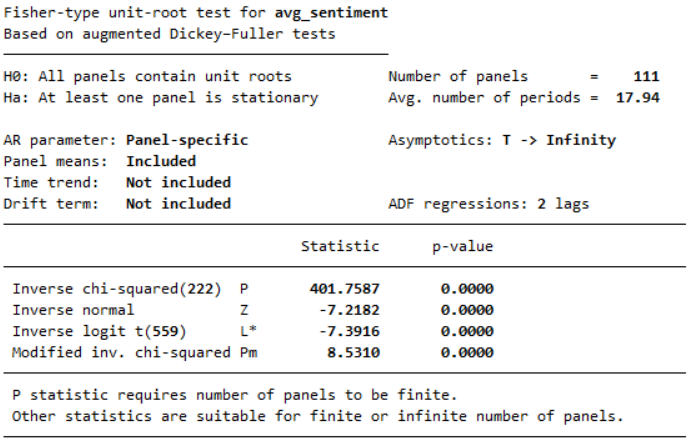 Fisher-type unit-root test for avg_sentiment
Based on augmented Dickey–Fuller tests
H0: All panels contain unit roots Number of panels = 111
Ha: At least one panel is stationary Avg. number of periods = 17.94
AR parameter: Panel-specific Asymptotics: T -> Infinity
Panel means: Included
Time trend: Not included
Drift term: Not included ADF regressions: 2 lags
Statistic p-value
Inverse chi-squared(222) P 401.7587 0.0000
Inverse normal Z -7.2182 0.0000
Inverse logit t(559) L* -7.3916 0.0000
Modified inv. chi-squared Pm 8.5310 0.0000
P statistic requires number of panels to be finite.
Other statistics are suitable for finite or infinite number of panels.